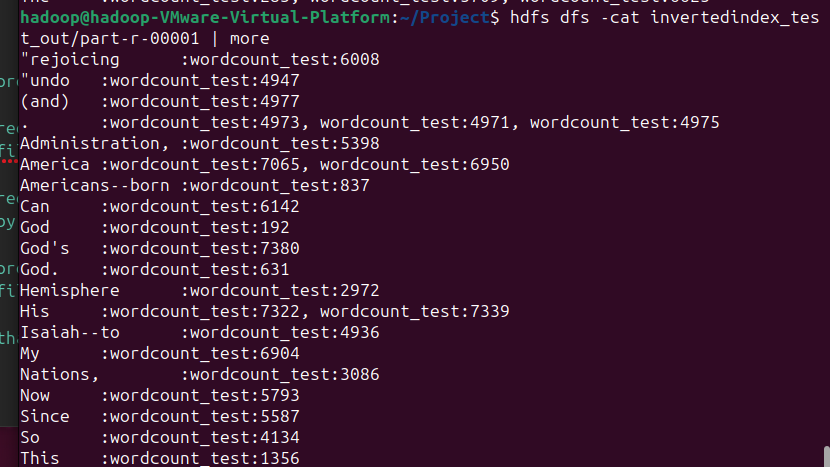 hadoop@hadoop-VMware-Virtual-Platform:~/Project$ hdfs dfs -cat invertedindex_tes
t_out/part-r-00001 | more
"rejoicing :wordcount_test:6008
"undo :wordcount_test:4947
(and) :wordcount_test:4977
. :wordcount_test:4973, wordcount_test:4971, wordcount_test:4975
Administration, :wordcount_test:5398
America :wordcount_test:7065, wordcount_test:6950
Americans--born :wordcount_test:837
Can :wordcount_test:6142
God :wordcount_test:192
God's :wordcount_test:7380
God. :wordcount_test:631
Hemisphere :wordcount_test:2972
His :wordcount_test:7322, wordcount_test:7339
Isaiah--to :wordcount_test:4936
My :wordcount_test:6904
Nations, :wordcount_test:3086
Now :wordcount_test:5793
Since :wordcount_test:5587
So :wordcount_test:4134
This :wordcount_test:1356